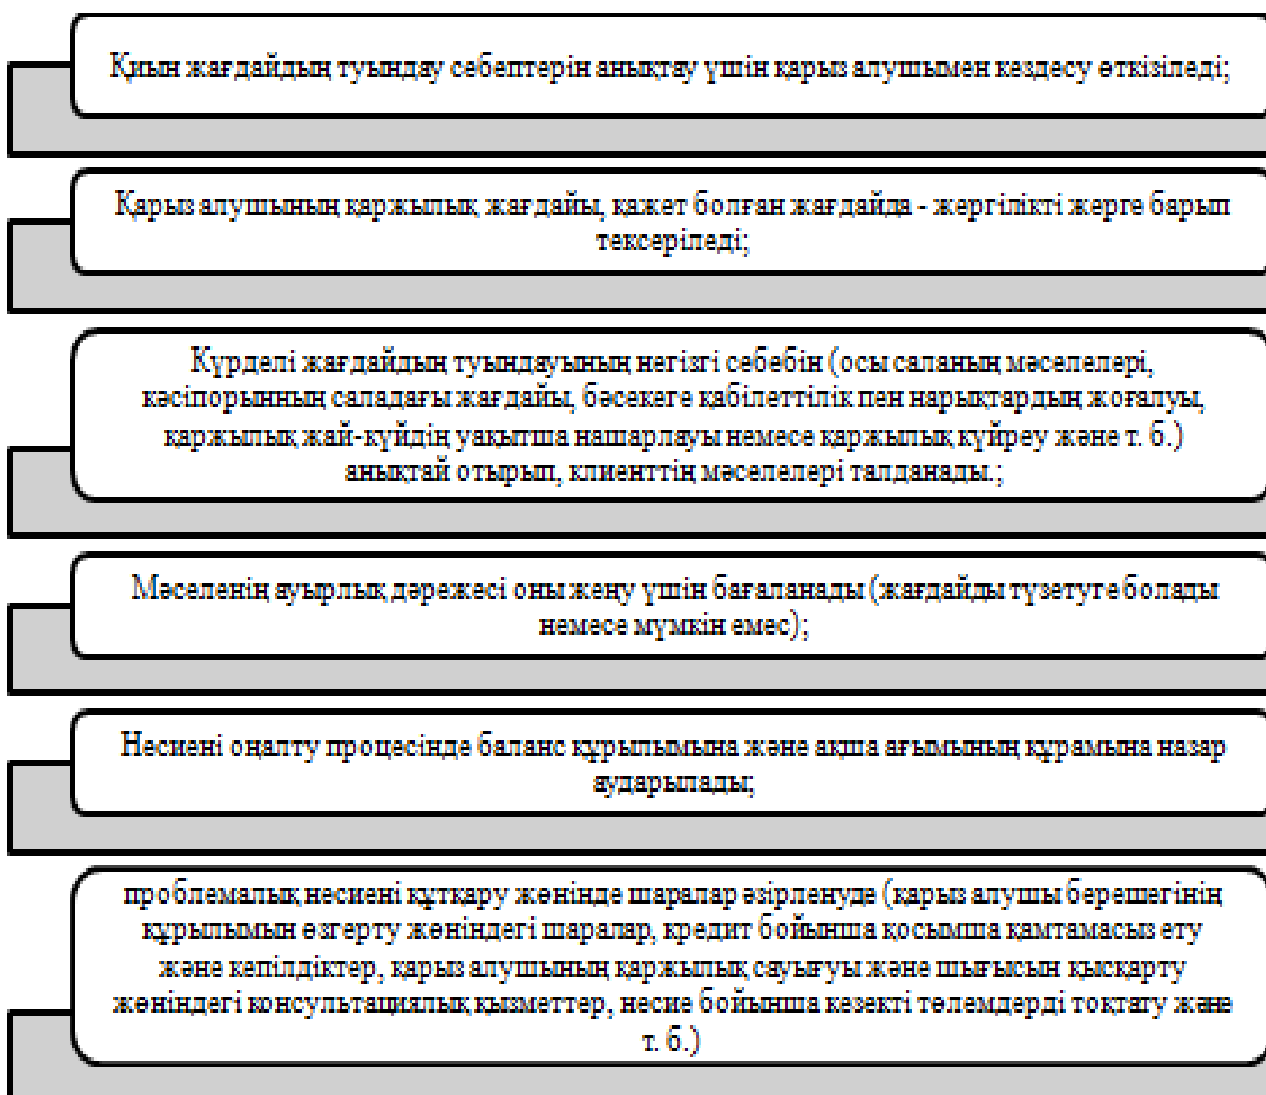 Қиын жағдайдың туындау себептерін анықтау үшін қарыз алушымен кездесу өткізіледі;
Қарыз алушының қаржылық жағдайы, қажет болған жағдайда - жергілікті жерге барып
тексеріледі;
Күрделі жағдайдың туындауының негізгі себебін (осы саланың мәселелері,
кәсіпорынның саладағы жағдайы, бәсекеге қабілеттілік пен нарықтардың жоғалуы,
қаржылық жай-күйдің уақытша нашарлауы немесе қаржылық күйреу және т. б.)
анықтай отырып, клиенттің мәселелері талданады.;
Мәселенің ауырлық дәрежесі оны жеңу үшін бағаланады (жағдайды түзетуге болады
немесе мүмкін емес);
Несиені оңалту процесінде баланс құрылымына және ақша ағымының құрамына назар
аударылады;
проблемалық несиені құтқару жөнінде шаралар әзірленуде (қарыз алушы берешегінің
құрылымын өзгерту жөніндегі шаралар, кредит бойынша қосымша қамтамасыз ету
және кепілдіктер, қарыз алушының қаржылық сауығуы және шығысын қысқарту
жөніндегі консультациялық қызметтер, несие бойынша кезекті төлемдерді тоқтату және
т. б.)